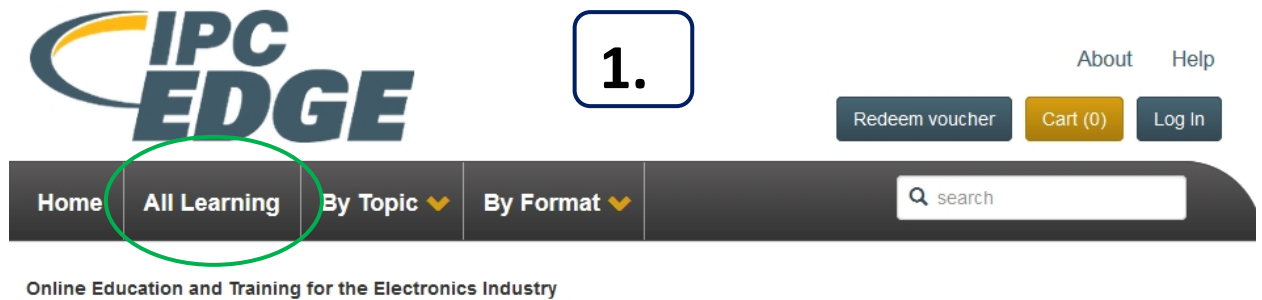 IPC
EDGE
1.
About Help
Redeem voucher Cart (0) Log In
Home All Learning By Topic By Format search
Online Education and Training for the Electronics Industry